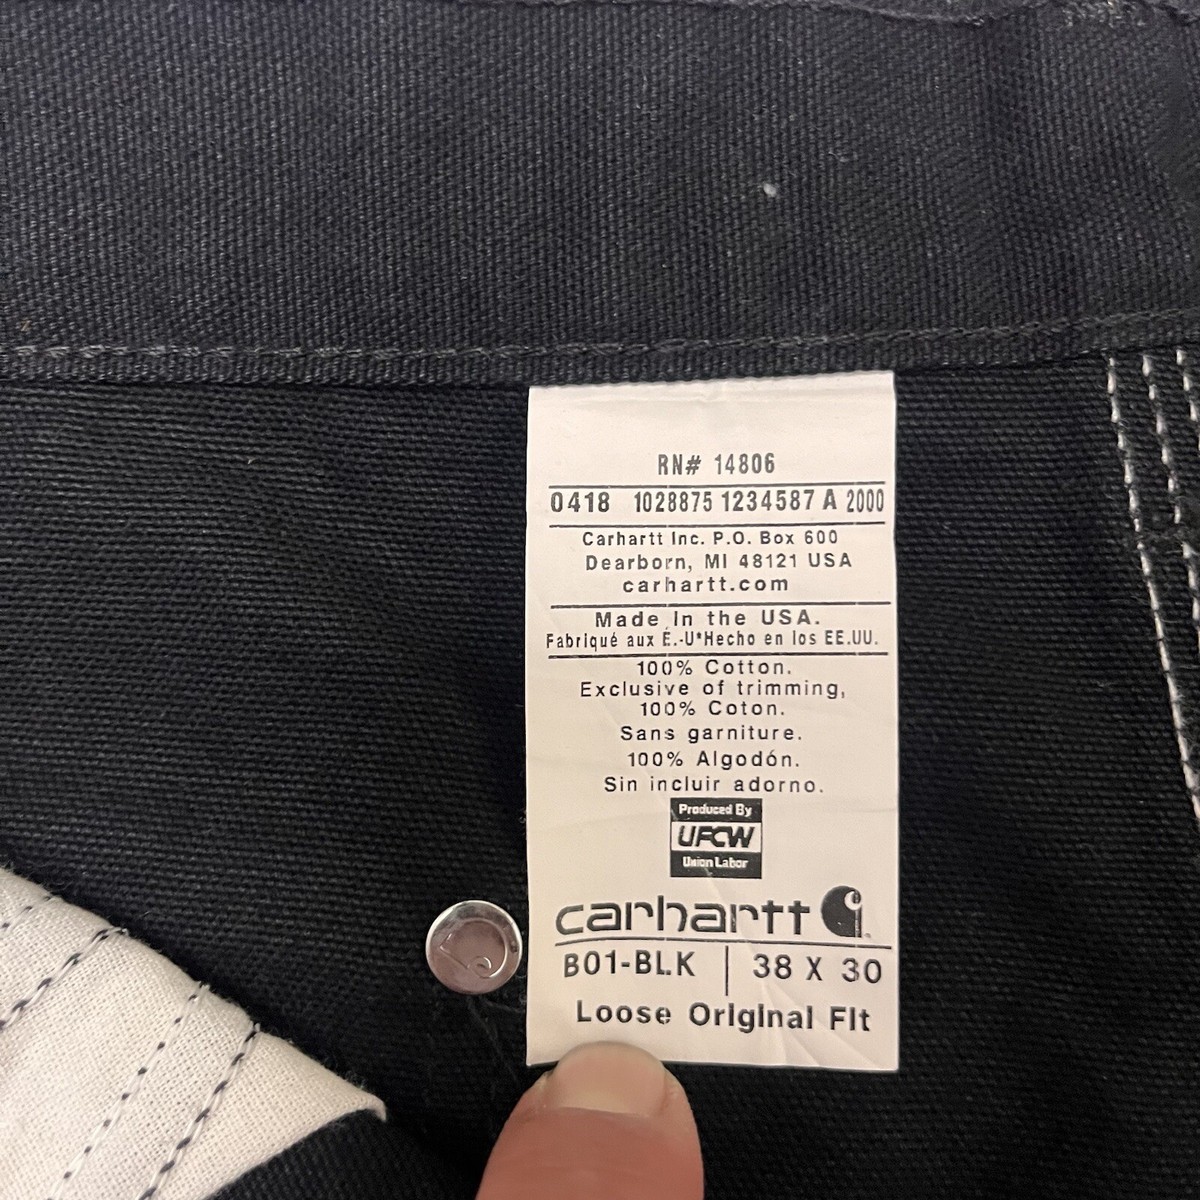 RN# 14806
0418 1028875 1234587 A 2000
Carhartt Inc. P.O. Box 600
Dearborn, MI 48121 USA
carhartt.com
Made In the USA.
Fabriqué aux É.-U*Hecho en los EE.UU.
100% Cotton.
Exclusive of trimming,
100% Coton.
Sans garniture.
100% Algodón.
Sin incluir adorno.
Produced By
UFCW
Union Labor
carhartt
B01-BLK | 38 X 30
Loose Original Fit